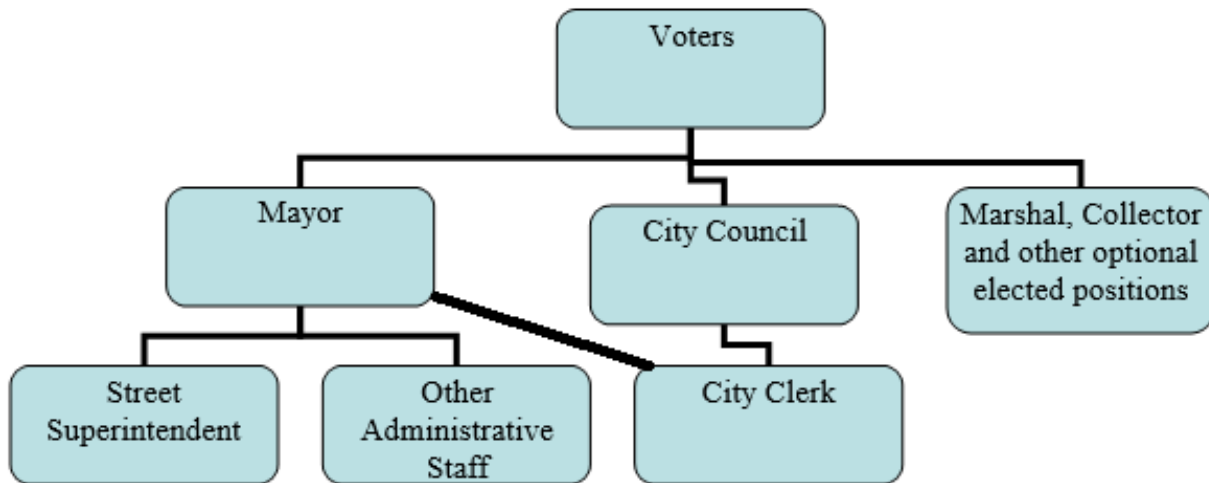 Voters
Mayor
City Council
Marshal, Collector
and other optional
elected positions
Street
Superintendent
Other
Administrative
Staff
City Clerk